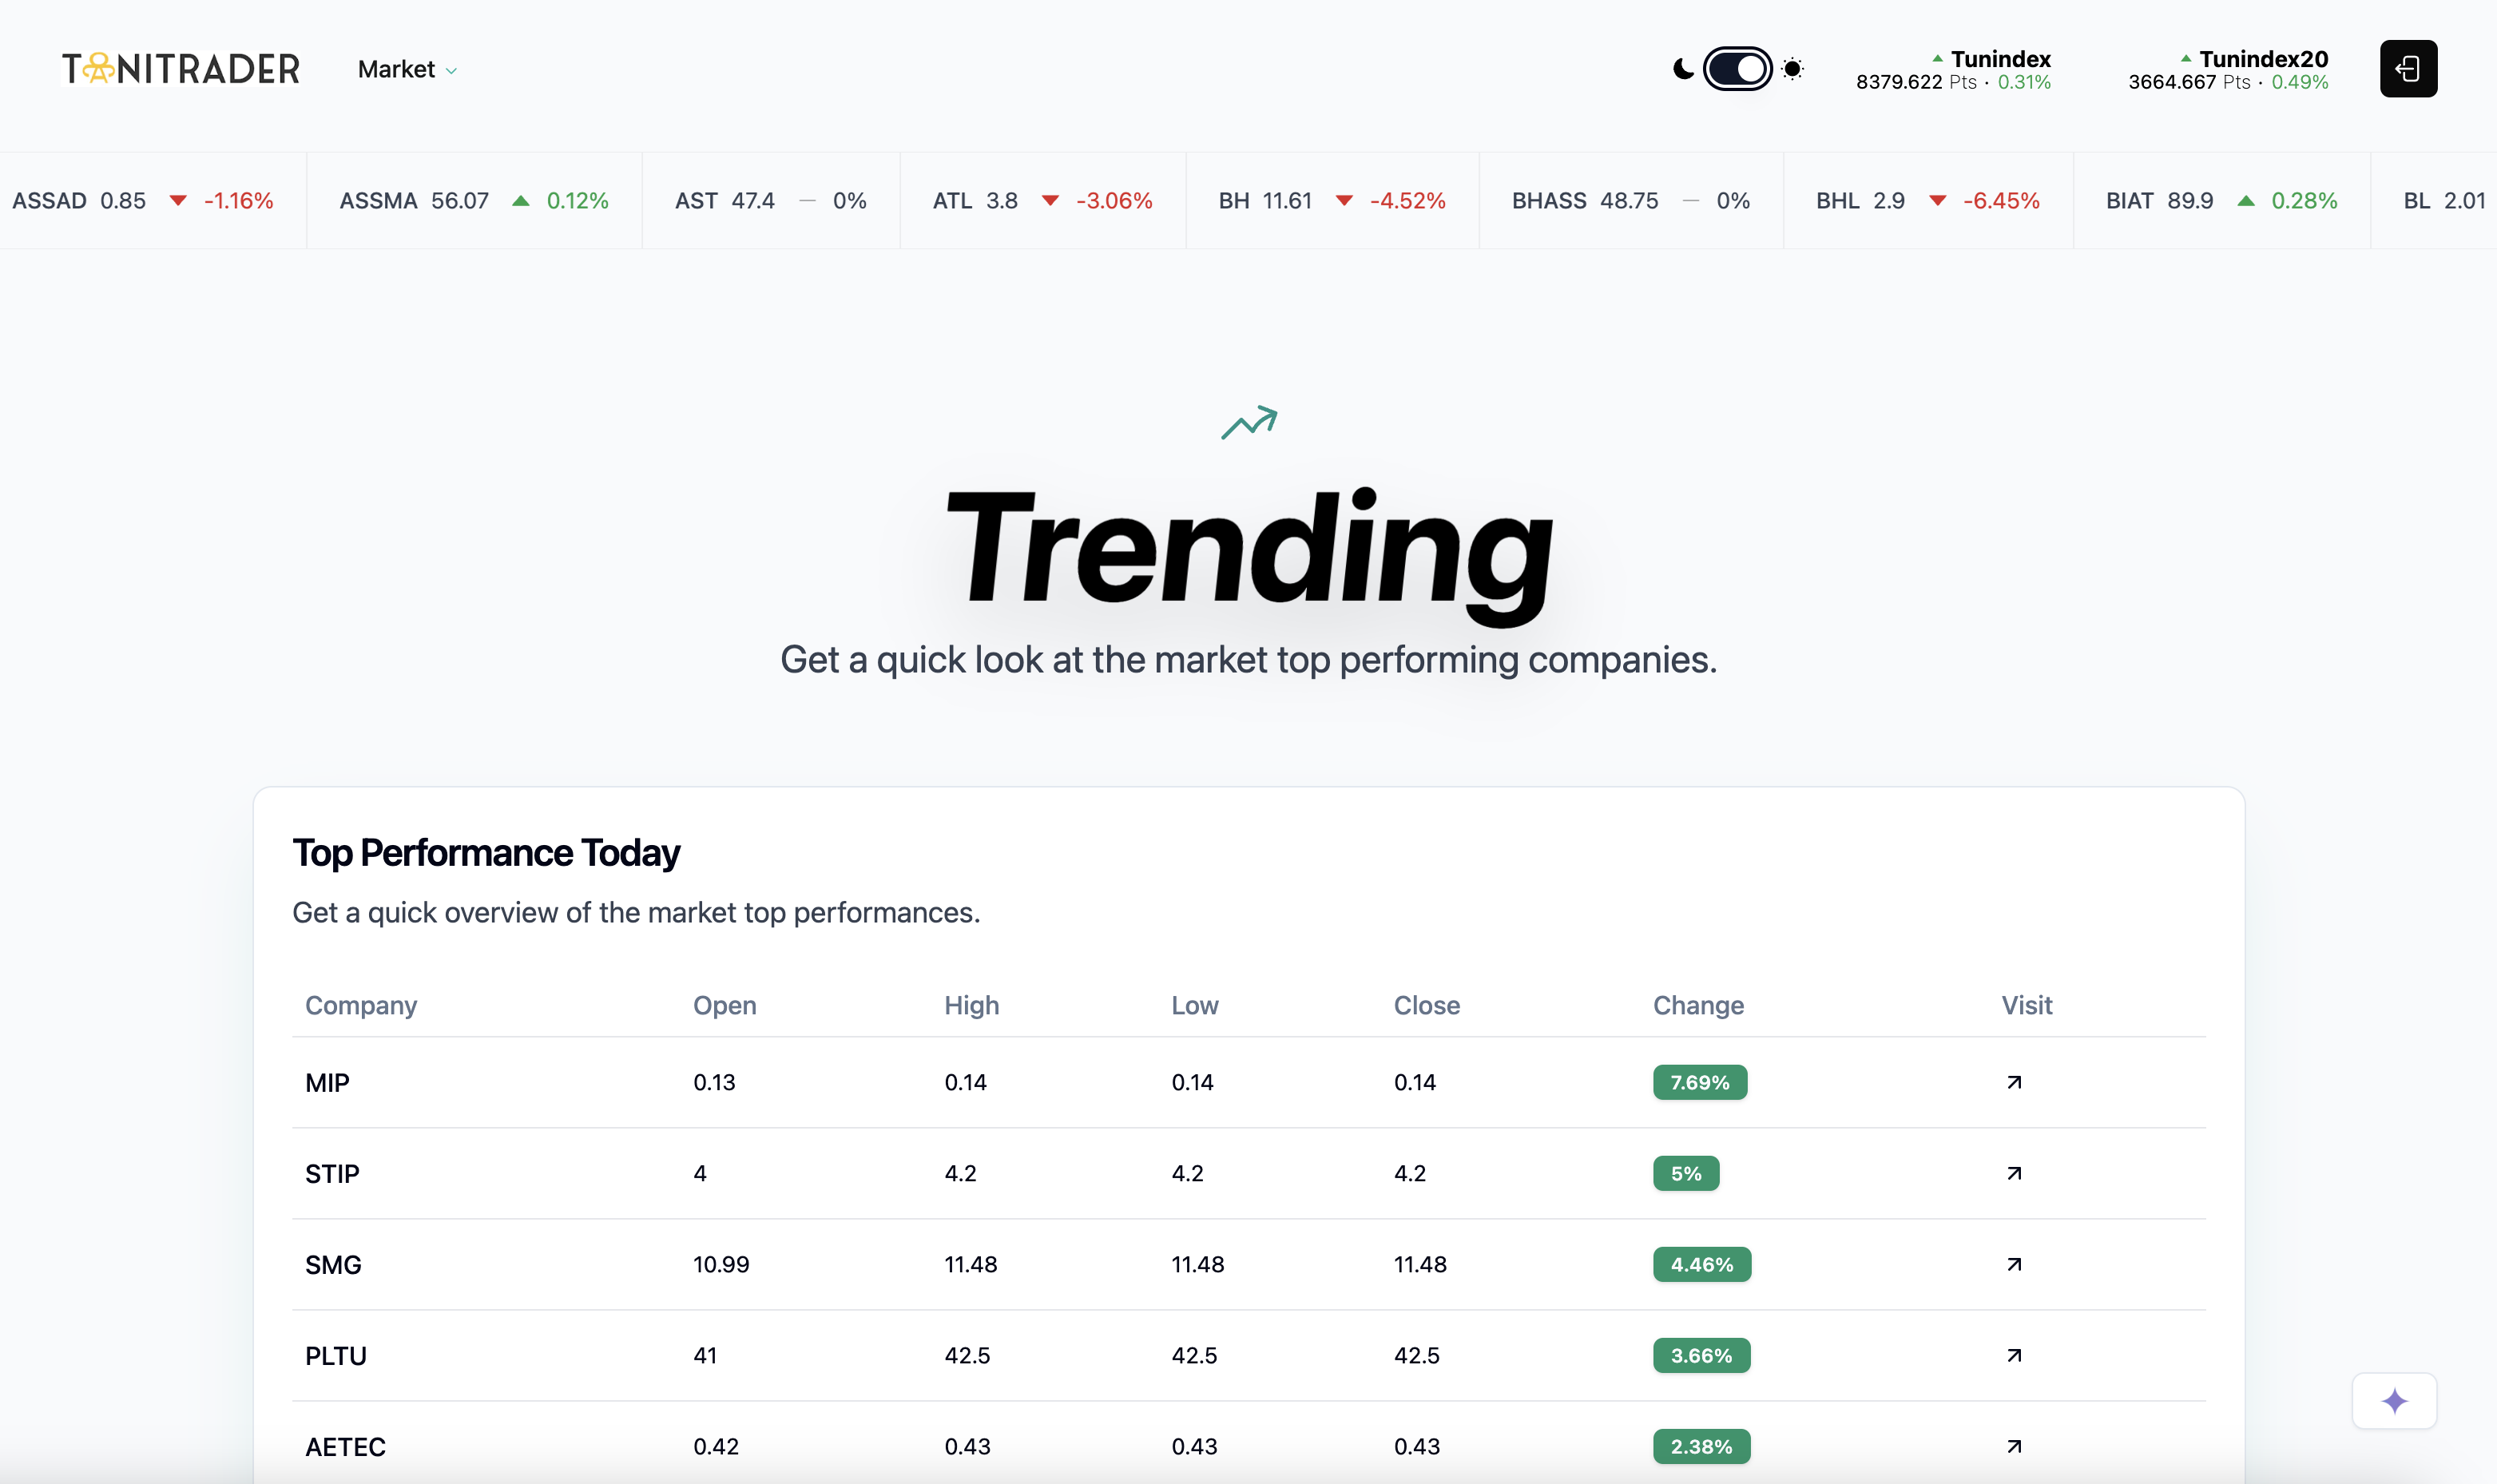 TANITRADER Market Tunindex Tunindex20
8379.622 Pts · 0.31% 3664.667 Pts · 0.49%
ASSAD 0.85 -1.16% ASSMA 56.07 0.12% AST 47.4 — 0% ATL 3.8 -3.06% BH 11.61 -4.52% BHASS 48.75 — 0% BHL 2.9 -6.45% BIAT 89.9 0.28% BL 2.01
Trending
Get a quick look at the market top performing companies.
Top Performance Today
Get a quick overview of the market top performances.
Company Open High Low Close Change Visit
MIP 0.13 0.14 0.14 0.14 7.69%
STIP 4 4.2 4.2 4.2 5%
SMG 10.99 11.48 11.48 11.48 4.46%
PLTU 41 42.5 42.5 42.5 3.66%
AETEC 0.42 0.43 0.43 0.43 2.38%